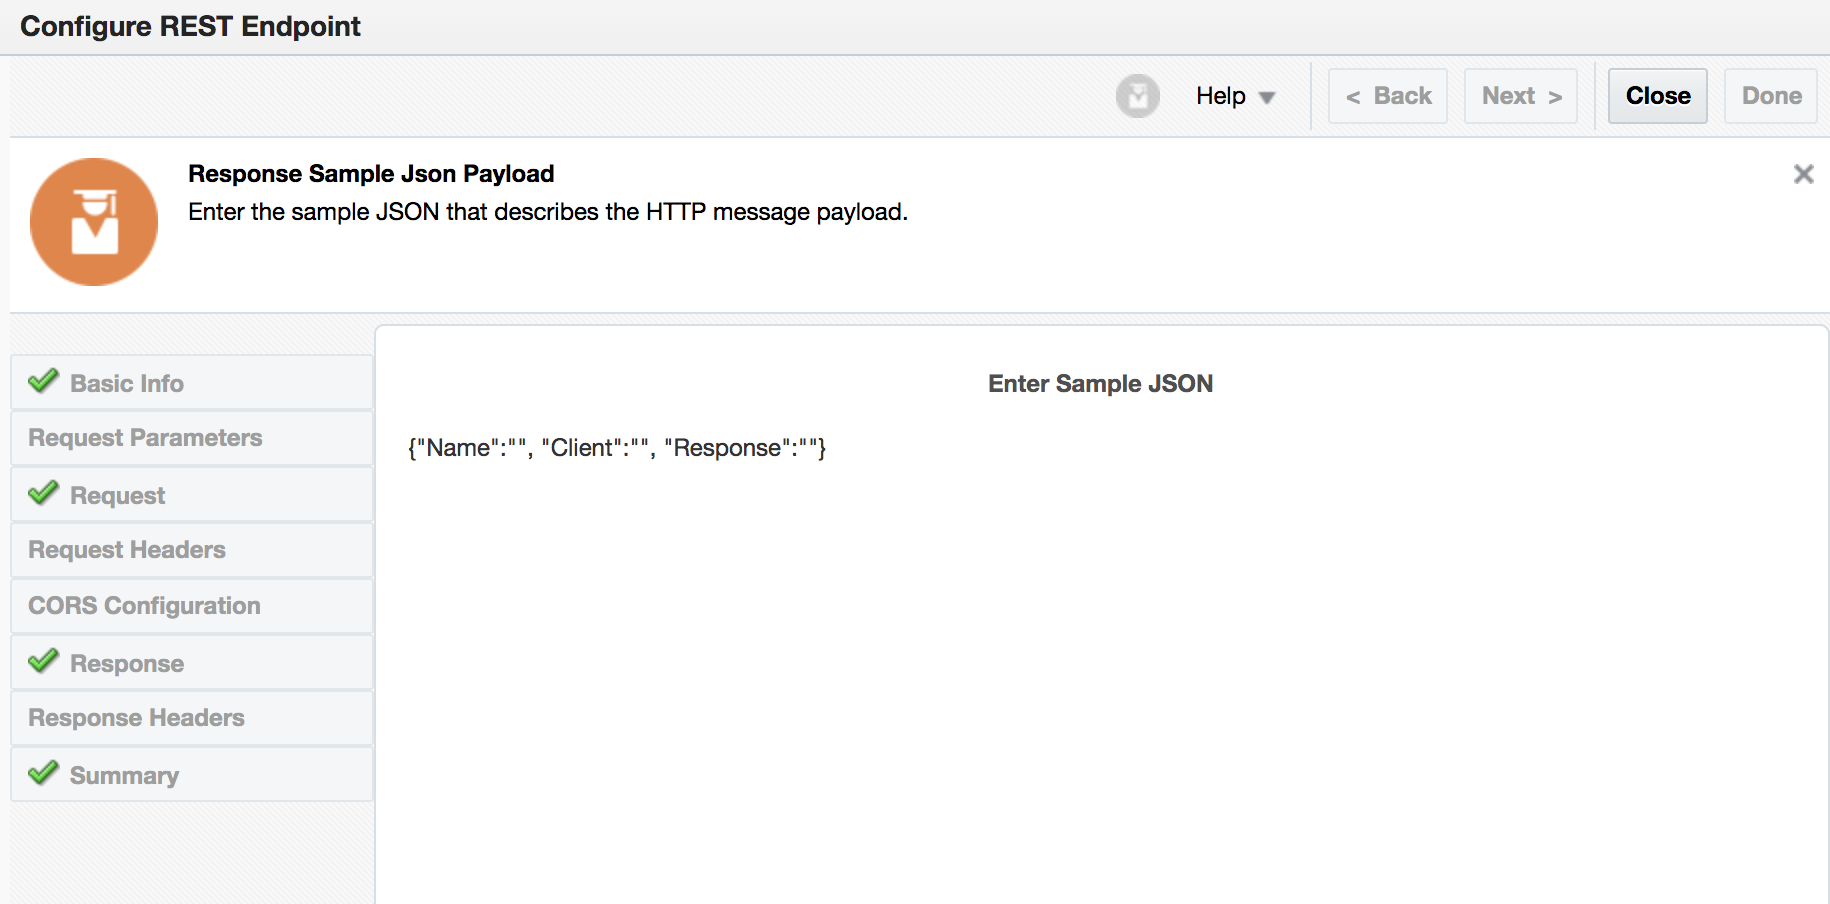 Configure REST Endpoint
Help
< Back
Next >
Close
Done
Response Sample Json Payload
Enter the sample JSON that describes the HTTP message payload.
Basic Info
Request Parameters
Request
Request Headers
CORS Configuration
Response
Response Headers
Summary
Enter Sample JSON
{"Name":"", "Client":"", "Response":""}